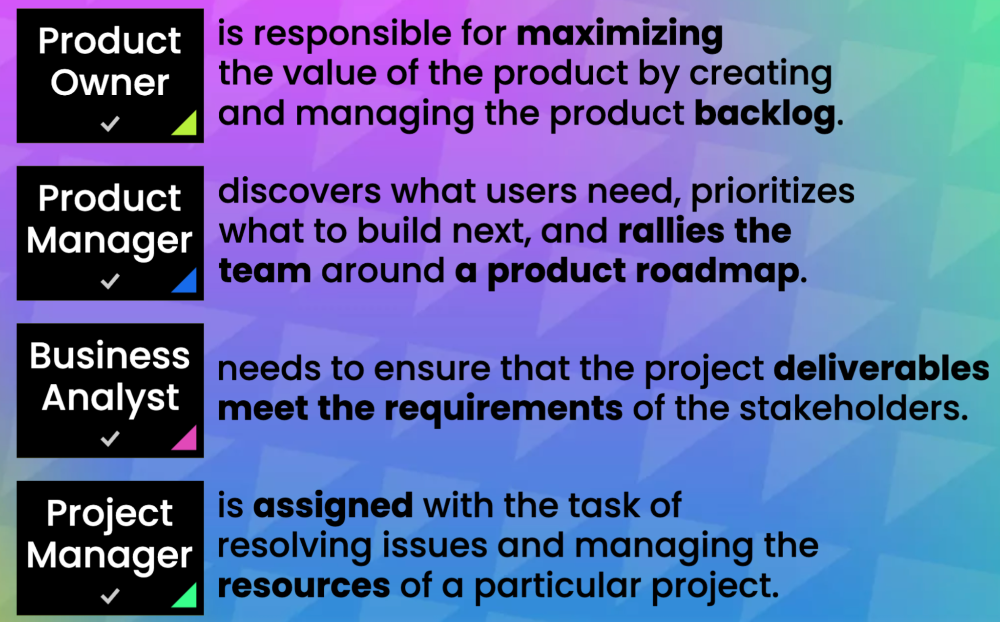 Product
Owner
is responsible for maximizing
the value of the product by creating
and managing the product backlog.
Product
Manager
discovers what users need, prioritizes
what to build next, and rallies the
team around a product roadmap.
Business
Analyst
needs to ensure that the project deliverables
meet the requirements of the stakeholders.
Project
Manager
is assigned with the task of
resolving issues and managing the
resources of a particular project.